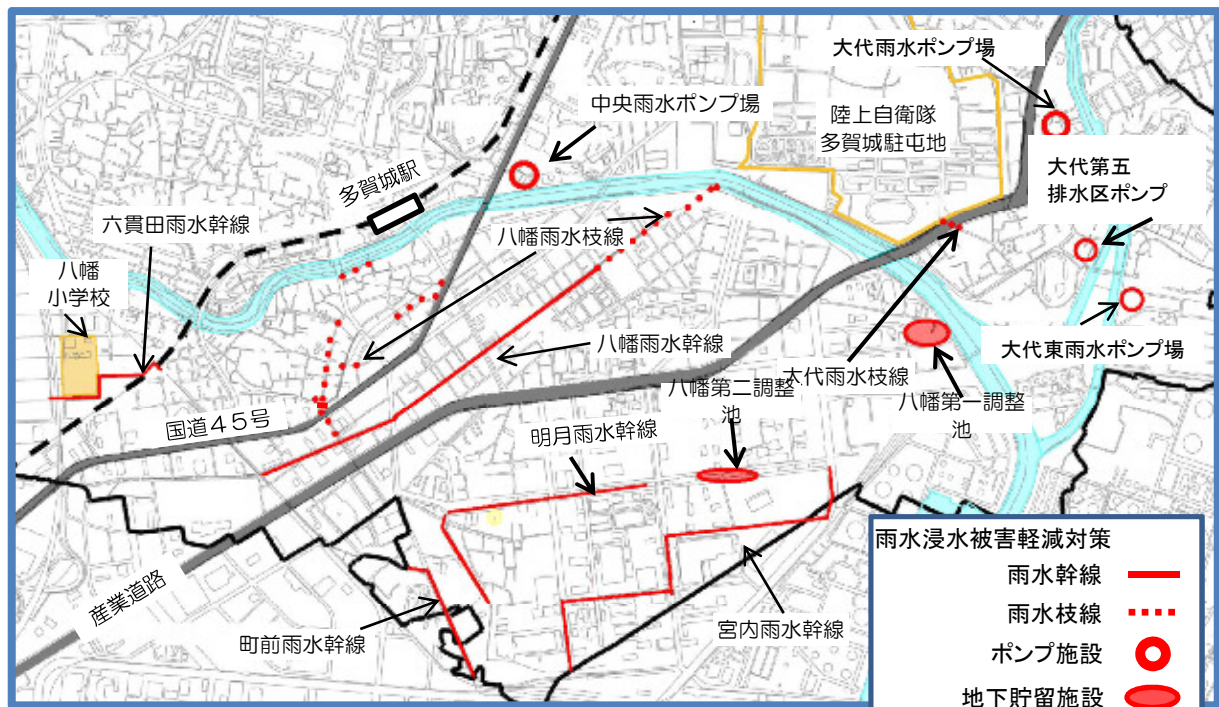 大代雨水ポンプ場
中央雨水ポンプ場
陸上自衛隊
多賀城駐屯地
多賀城駅
大代第五
排水区ポンプ
六貫田雨水幹線
八幡雨水枝線
八幡
小学校
八幡雨水幹線
大代東雨水ポンプ場
大代雨水枝線
八幡第二調整
池
八幡第一調整
池
国道45号
明月雨水幹線
産業道路
町前雨水幹線
宮内雨水幹線
雨水浸水被害軽減対策
雨水幹線
雨水枝線
ポンプ施設
地下貯留施設